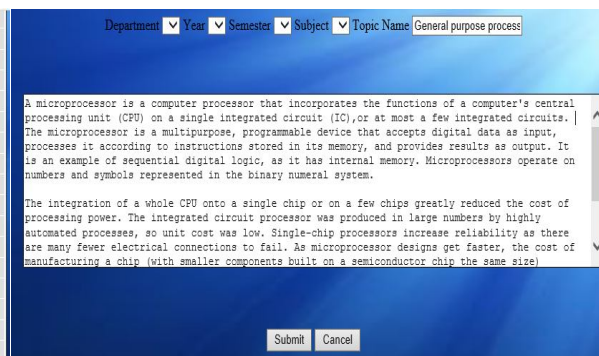 Department Year Semester Subject Topic Name General purpose process
A microprocessor is a computer processor that incorporates the functions of a computer's central
processing unit (CPU) on a single integrated circuit (IC),or at most a few integrated circuits.
The microprocessor is a multipurpose, programmable device that accepts digital data as input,
processes it according to instructions stored in its memory, and provides results as output. It
is an example of sequential digital logic, as it has internal memory. Microprocessors operate on
numbers and symbols represented in the binary numeral system.
The integration of a whole CPU onto a single chip or on a few chips greatly reduced the cost of
processing power. The integrated circuit processor was produced in large numbers by highly
automated processes, so unit cost was low. Single-chip processors increase reliability as there
are many fewer electrical connections to fail. As microprocessor designs get faster, the cost of
manufacturing a chip (with smaller components built on a semiconductor chip the same size)
Submit Cancel